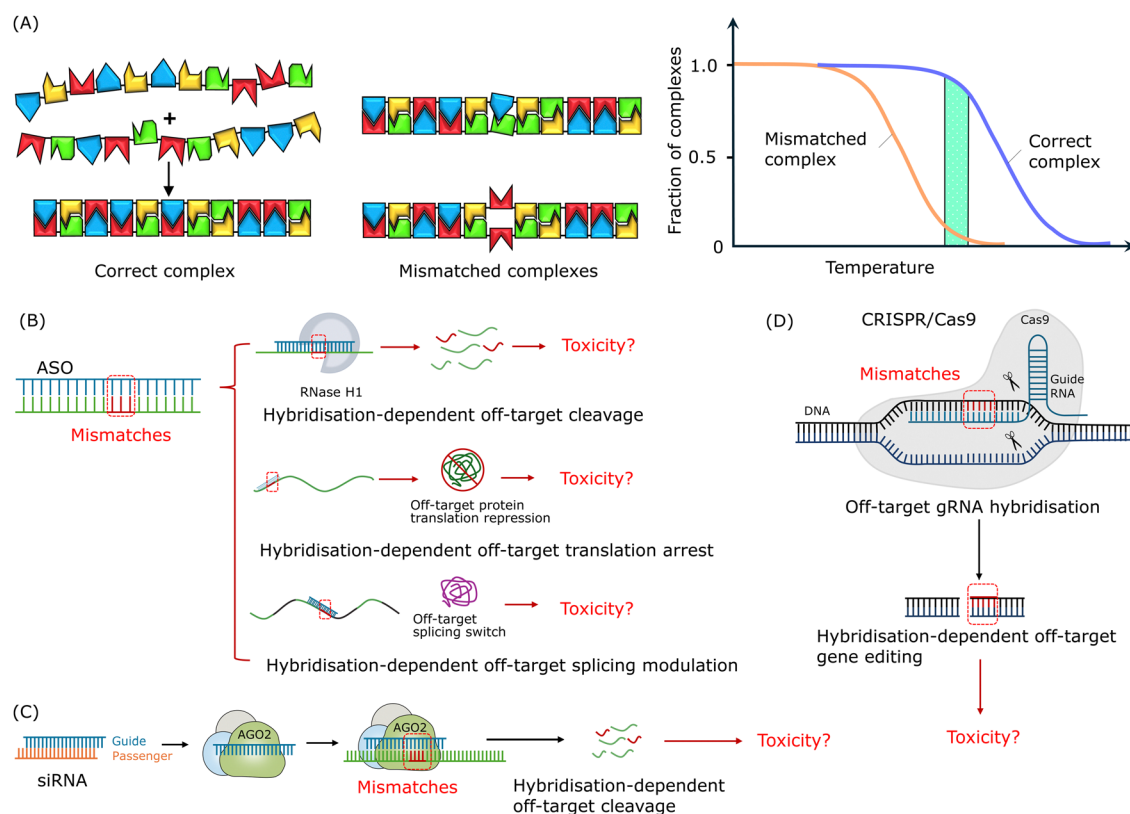 (A)
+
Correct complex
Mismatched complexes
Fraction of complexes
1.0
0.5
0
Mismatched
complex
Correct
complex
Temperature
(B)
ASO
Mismatches
RNase H1
Toxicity?
Hybridisation-dependent off-target cleavage
Off-target protein
translation repression
Toxicity?
Hybridisation-dependent off-target translation arrest
Off-target
splicing switch
Toxicity?
Hybridisation-dependent off-target splicing modulation
(C)
Guide
Passenger
siRNA
AGO2
AGO2
Mismatches
Hybridisation-dependent
off-target cleavage
Toxicity?
(D)
CRISPR/Cas9
Cas9
Mismatches
Guide
RNA
DNA
Off-target gRNA hybridisation
Hybridisation-dependent off-target
gene editing
Toxicity?